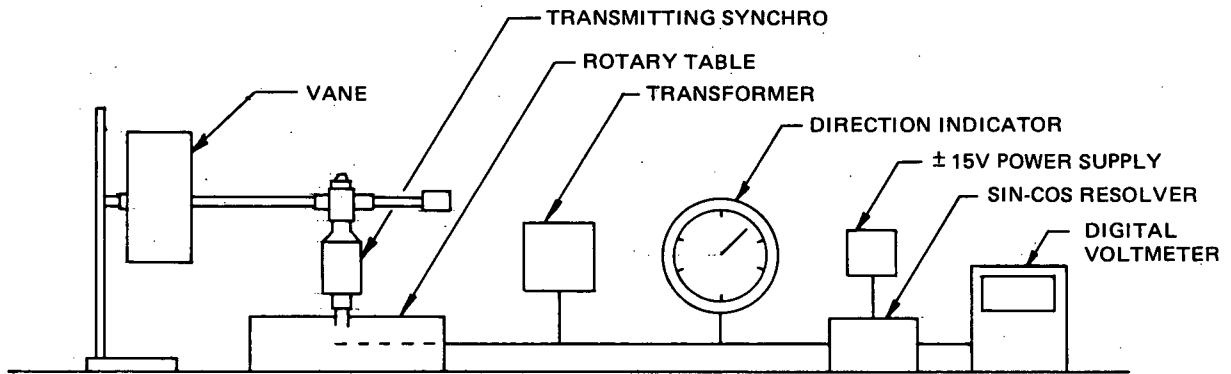 TRANSMITTING SYNCHRO
ROTARY TABLE
VANE
TRANSFORMER
DIRECTION INDICATOR
± 15V POWER SUPPLY
SIN-COS RESOLVER
DIGITAL
VOLTMETER